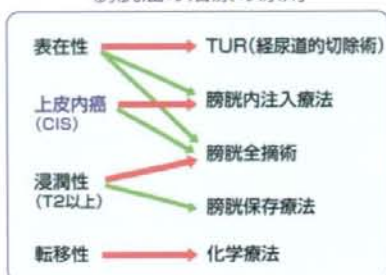 表在性
TUR(経尿道的切除術)
上皮内癌
(CIS)
膀胱内注入療法
膀胱全摘術
浸潤性
(T2以上)
膀胱保存療法
転移性
化学療法